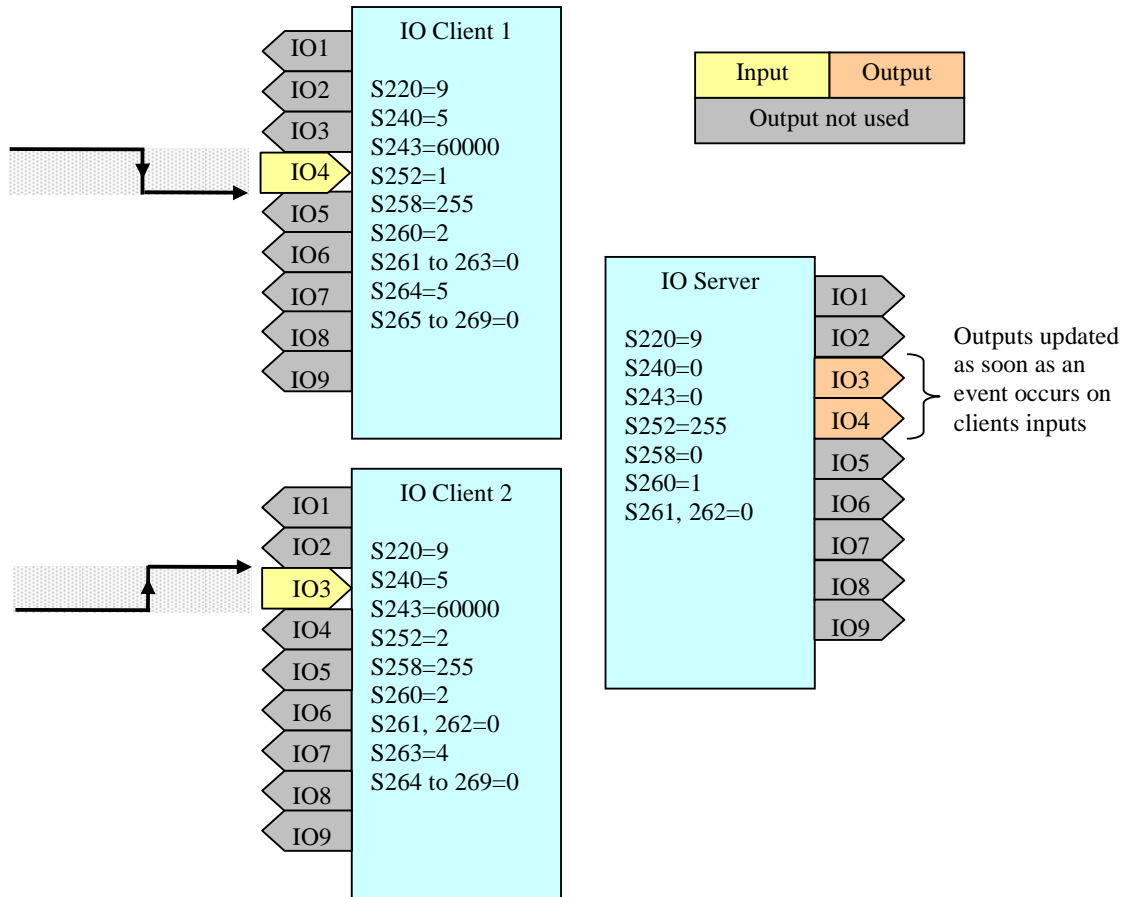 IO Client 1
IO1
IO2
IO3
IO4
IO5
IO6
IO7
IO8
IO9
S220=9
S240=5
S243=60000
S252=1
S258=255
S260=2
S261 to 263=0
S264=5
S265 to 269=0
Input
Output
Output not used
IO Client 2
IO1
IO2
IO3
IO4
IO5
IO6
IO7
IO8
IO9
S220=9
S240=5
S243=60000
S252=2
S258=255
S260=2
S261, 262=0
S263=4
S264 to 269=0
IO Server
S220=9
S240=0
S243=0
S252=255
S258=0
S260=1
S261, 262=0
IO1
IO2
IO3
IO4
IO5
IO6
IO7
IO8
IO9
Outputs updated
as soon as an
event occurs on
clients inputs